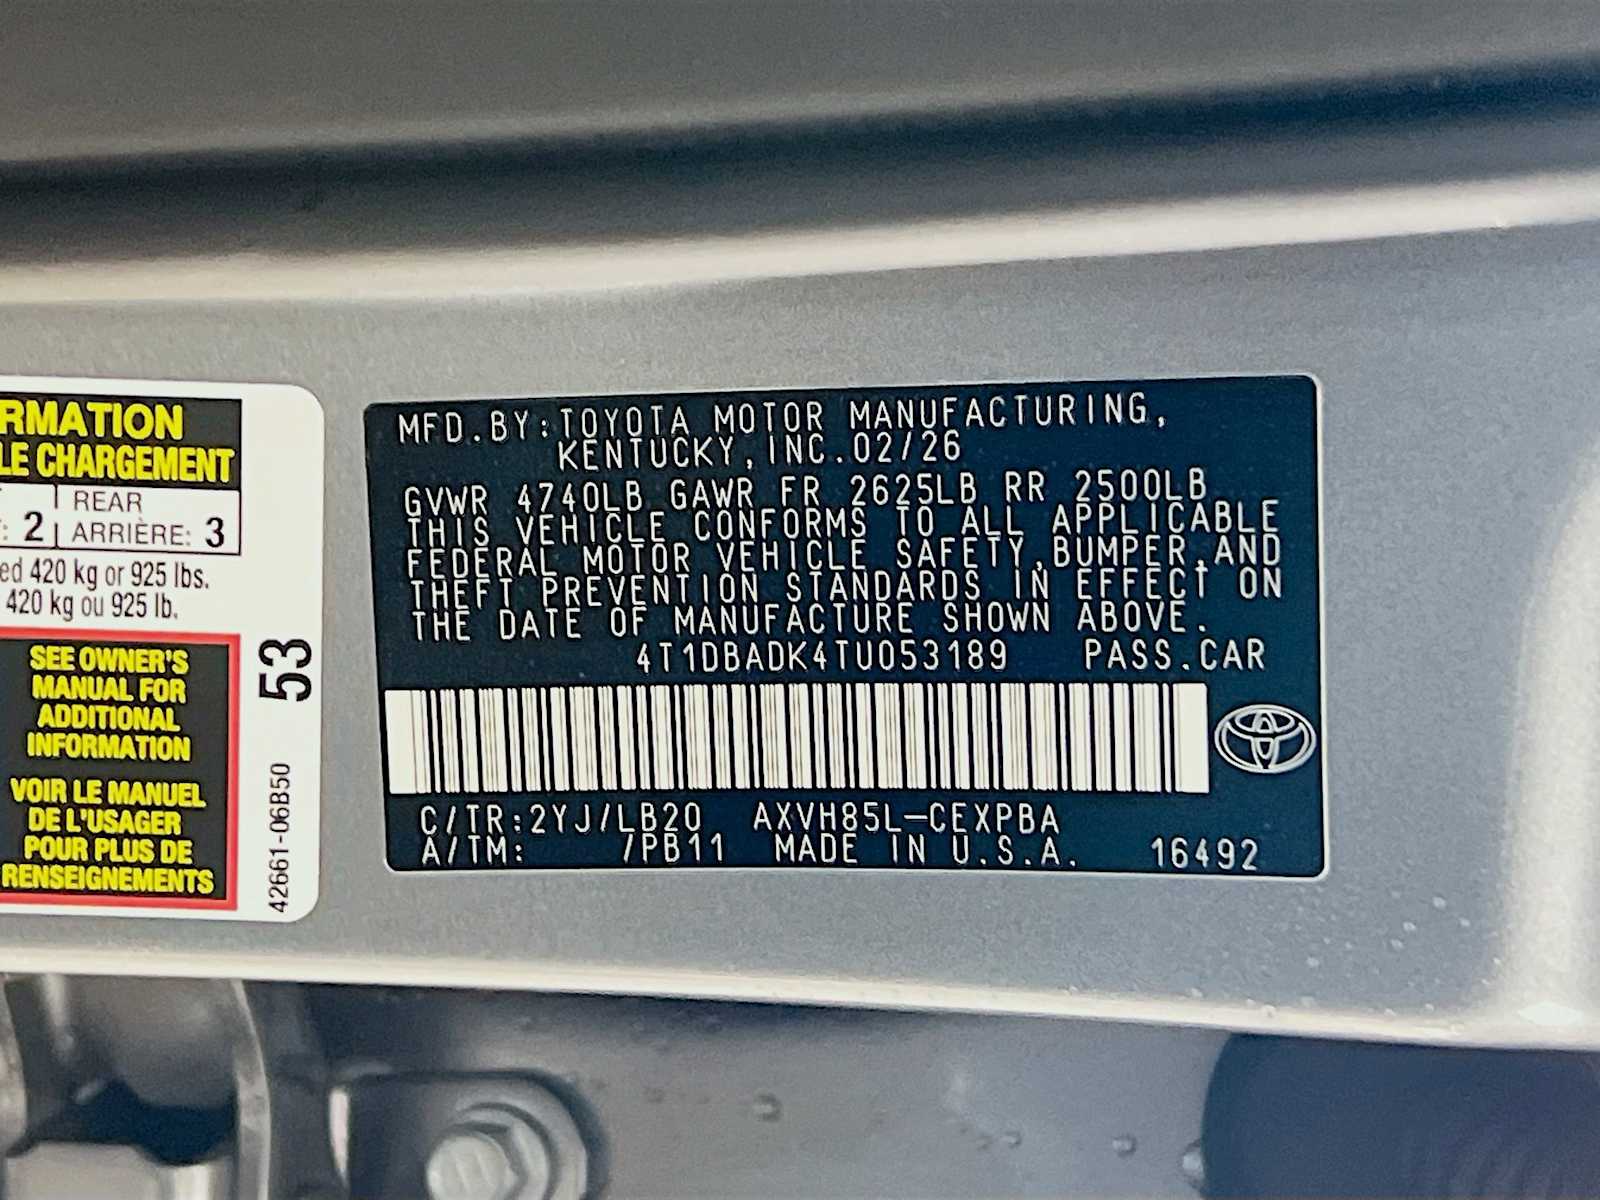 RMATION
LE CHARGEMENT
: 2 REAR
ARRIÈRE: 3
ed 420 kg or 925 lbs.
420 kg ou 925 lb.
SEE OWNER'S
MANUAL FOR
ADDITIONAL
INFORMATION
VOIR LE MANUEL
DE L'USAGER
POUR PLUS DE
RENSEIGNEMENTS
53
42661-06B50
MFD.BY:TOYOTA MOTOR MANUFACTURING,
KENTUCKY,INC.02/26
GVWR 4740LB GAWR FR 2625LB RR 2500LB
THIS VEHICLE CONFORMS TO ALL APPLICABLE
FEDERAL MOTOR VEHICLE SAFETY,BUMPER,AND
THEFT PREVENTION STANDARDS IN EFFECT ON
THE DATE OF MANUFACTURE SHOWN ABOVE.
4T1DBADK4TU053189 PASS.CAR
C/TR:2YJ/LB20 AXVH85L-CEXPBA
A/TM: /PB11 MADE IN U.S.A. 16492